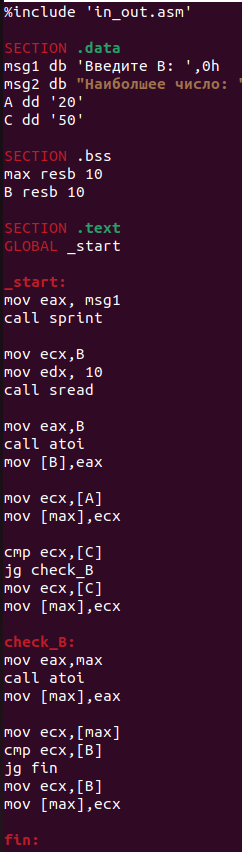 %include 'in_out.asm'
SECTION .data
msg1 db 'Введите B: ',0h
msg2 db "Наиболшее число: "
A dd '20'
C dd '50'
SECTION .bss
max resb 10
B resb 10
SECTION .text
GLOBAL _start
_start:
mov eax, msg1
call sprint
mov ecx,B
mov edx, 10
call sread
mov eax,B
call atoi
mov [B],eax
mov ecx,[A]
mov [max],ecx
cmp ecx,[C]
jg check_B
mov ecx,[C]
mov [max],ecx
check_B:
mov eax,max
call atoi
mov [max],eax
mov ecx,[max]
cmp ecx,[B]
jg fin
mov ecx,[B]
mov [max],ecx
fin: